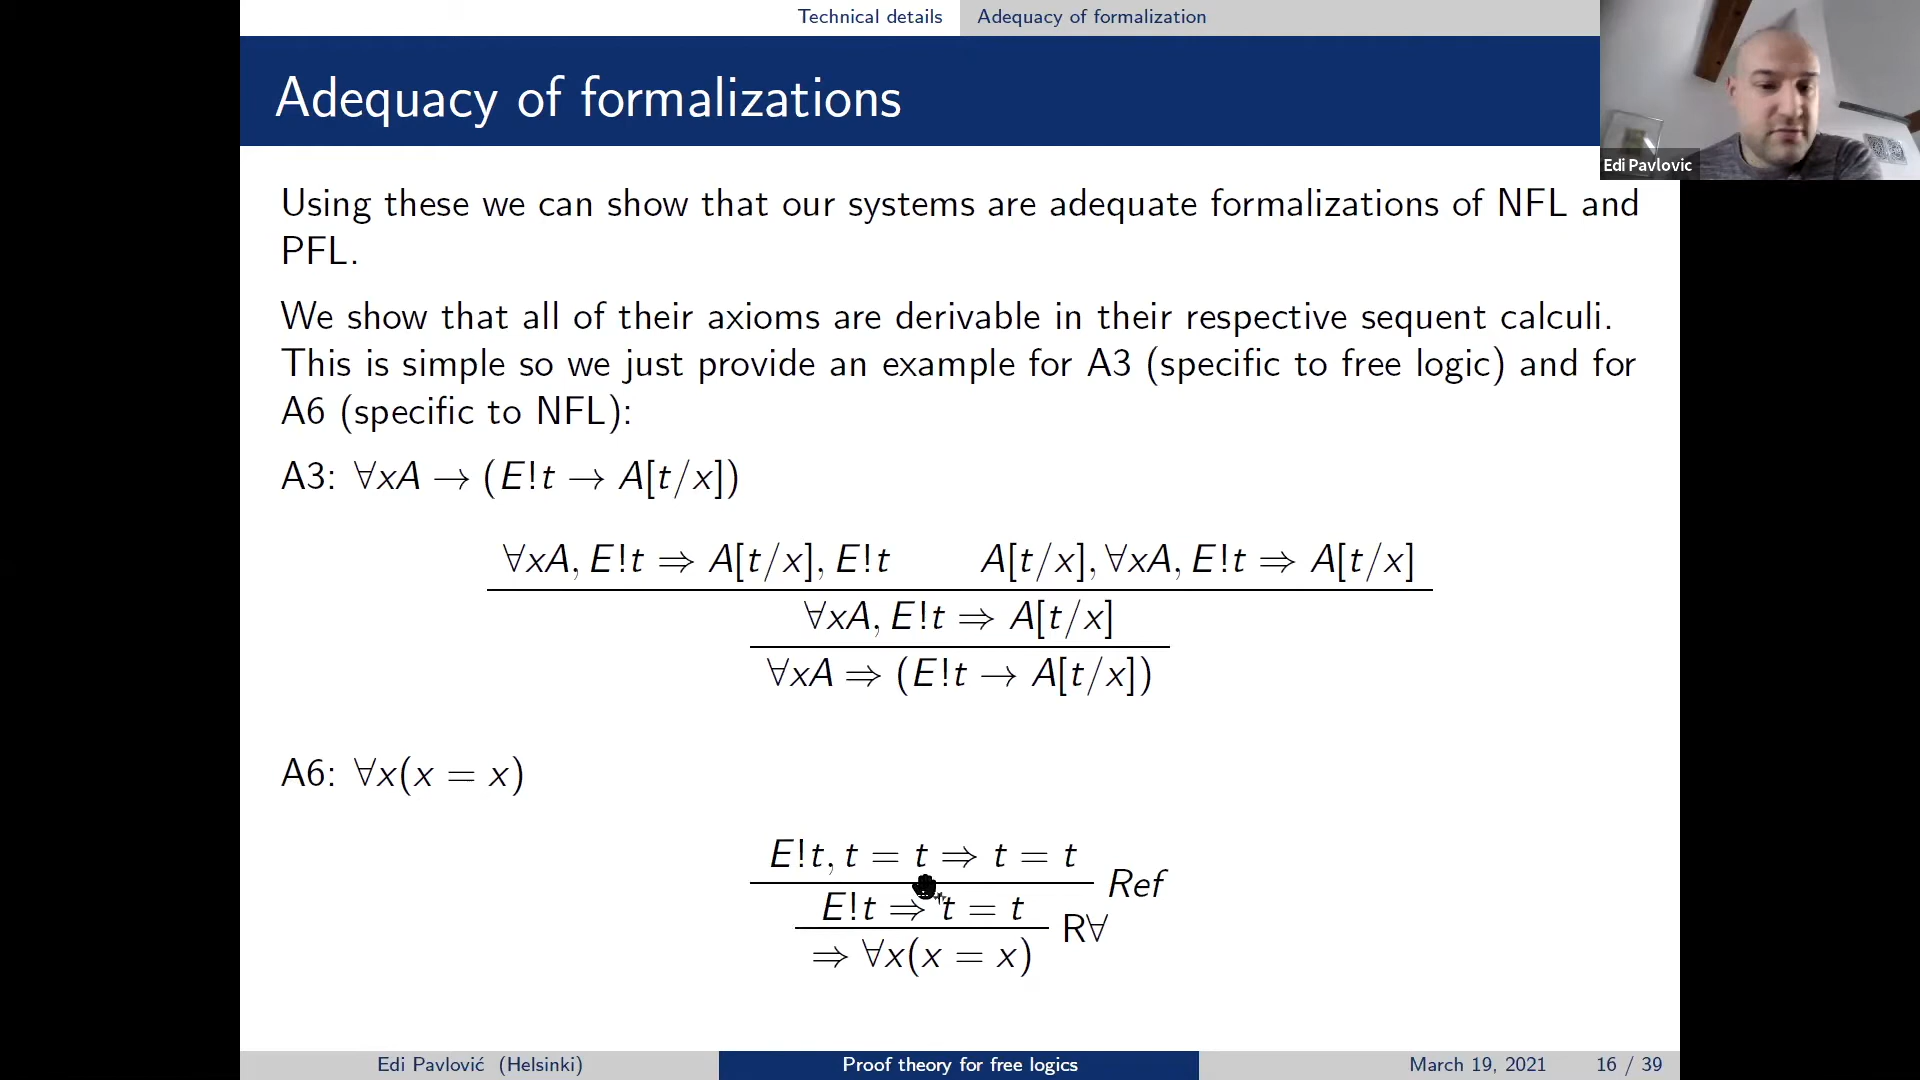 Technical details Adequacy of formalization
Adequacy of formalizations
Edi Pavlovic
Using these we can show that our systems are adequate formalizations of NFL and
PFL.
We show that all of their axioms are derivable in their respective sequent calculi.
This is simple so we just provide an example for A3 (specific to free logic) and for
A6 (specific to NFL):
A3: ∀xA → (E!t → A[t/x])
∀xA, E!t ⇒ A[t/x], E!t A[t/x], ∀xA, E!t ⇒ A[t/x]
∀xA, E!t ⇒ A[t/x]
∀xA ⇒ (E!t → A[t/x])
A6: ∀x(x = x)
E!t, t = t ⇒ t = t
Ref
E!t ⇒ t = t
R∀
⇒ ∀x(x = x)
Edi Pavlović (Helsinki) Proof theory for free logics March 19, 2021 16 / 39